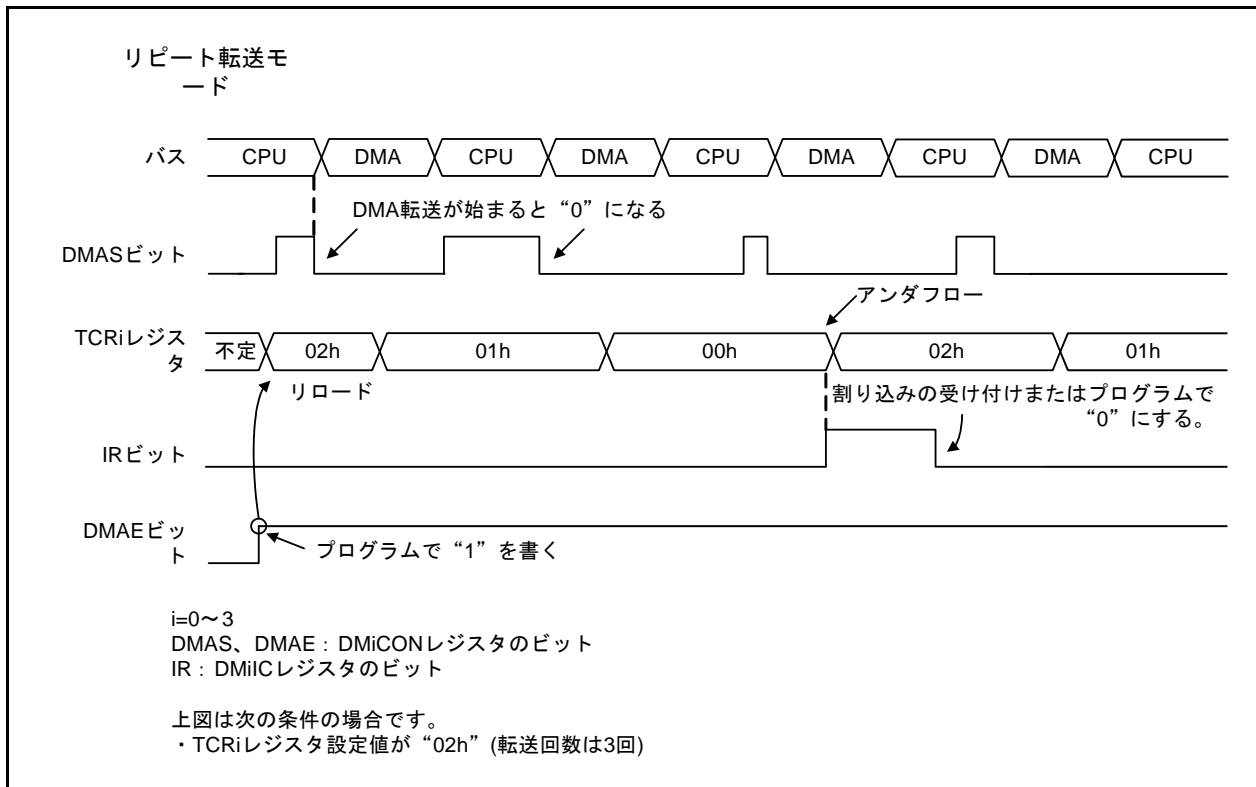 リピート転送モ
ード
バス CPU DMA CPU DMA CPU DMA CPU DMA CPU
DMA転送が始まると“0”になる
DMASビット
アンダフロー
TCRiレジス
タ
不定 02h 01h 00h 02h 01h
リロード
割り込みの受け付けまたはプログラムで
“0”にする。
IRビット
DMAEビッ
ト
プログラムで“1”を書く
i=0～3
DMAS、DMAE：DMiCONレジスタのビット
IR：DMiICレジスタのビット
上図は次の条件の場合です。
・TCRiレジスタ設定値が“02h”(転送回数は3回)